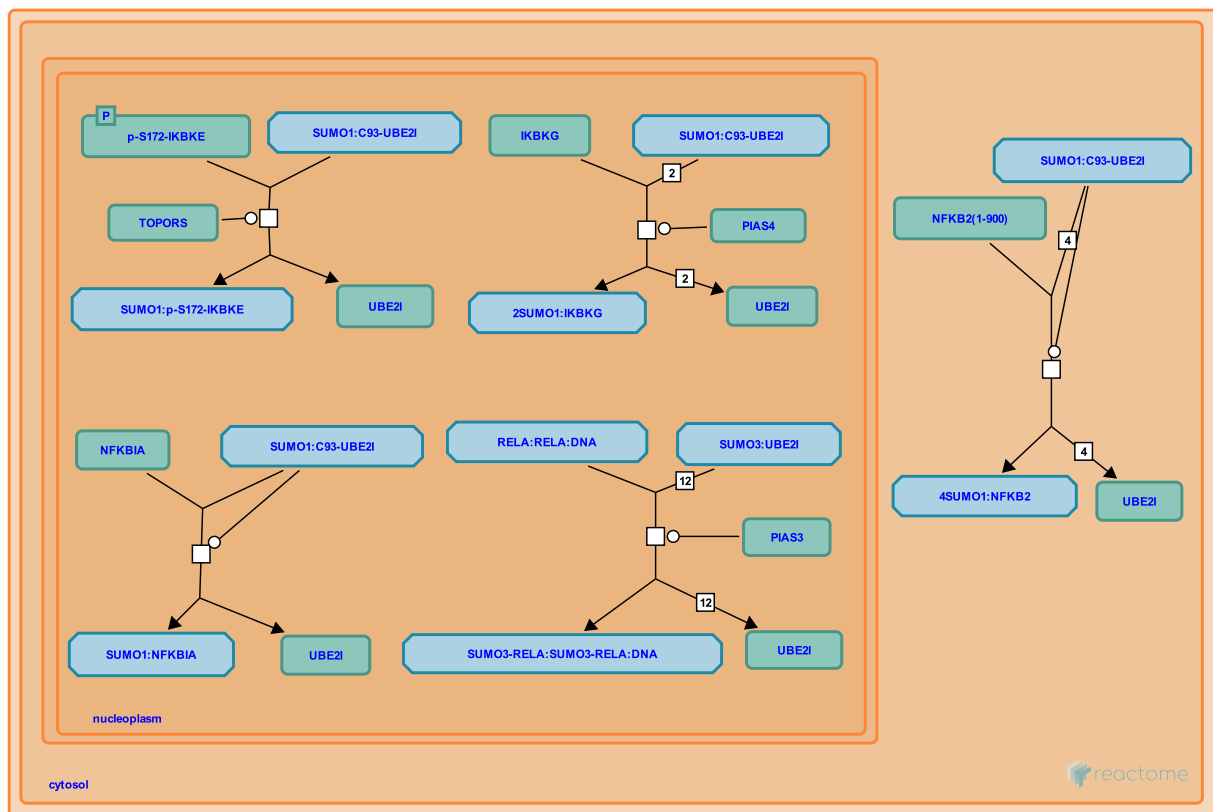 P
p-S172-IKBKE
SUMO1:C93-UBE2I
TOPORS
SUMO1:p-S172-IKBKE
UBE2I
IKBKG
SUMO1:C93-UBE2I
2
PIAS4
2
2SUMO1:IKBKG
UBE2I
SUMO1:C93-UBE2I
NFKB2(1-900)
4
4
4SUMO1:NFKB2
UBE2I
NFKBIA
SUMO1:C93-UBE2I
SUMO1:NFKBIA
UBE2I
RELA:RELA:DNA
SUMO3:UBE2I
12
PIAS3
12
SUMO3-RELA:SUMO3-RELA:DNA
UBE2I
nucleoplasm
cytosol
reactome